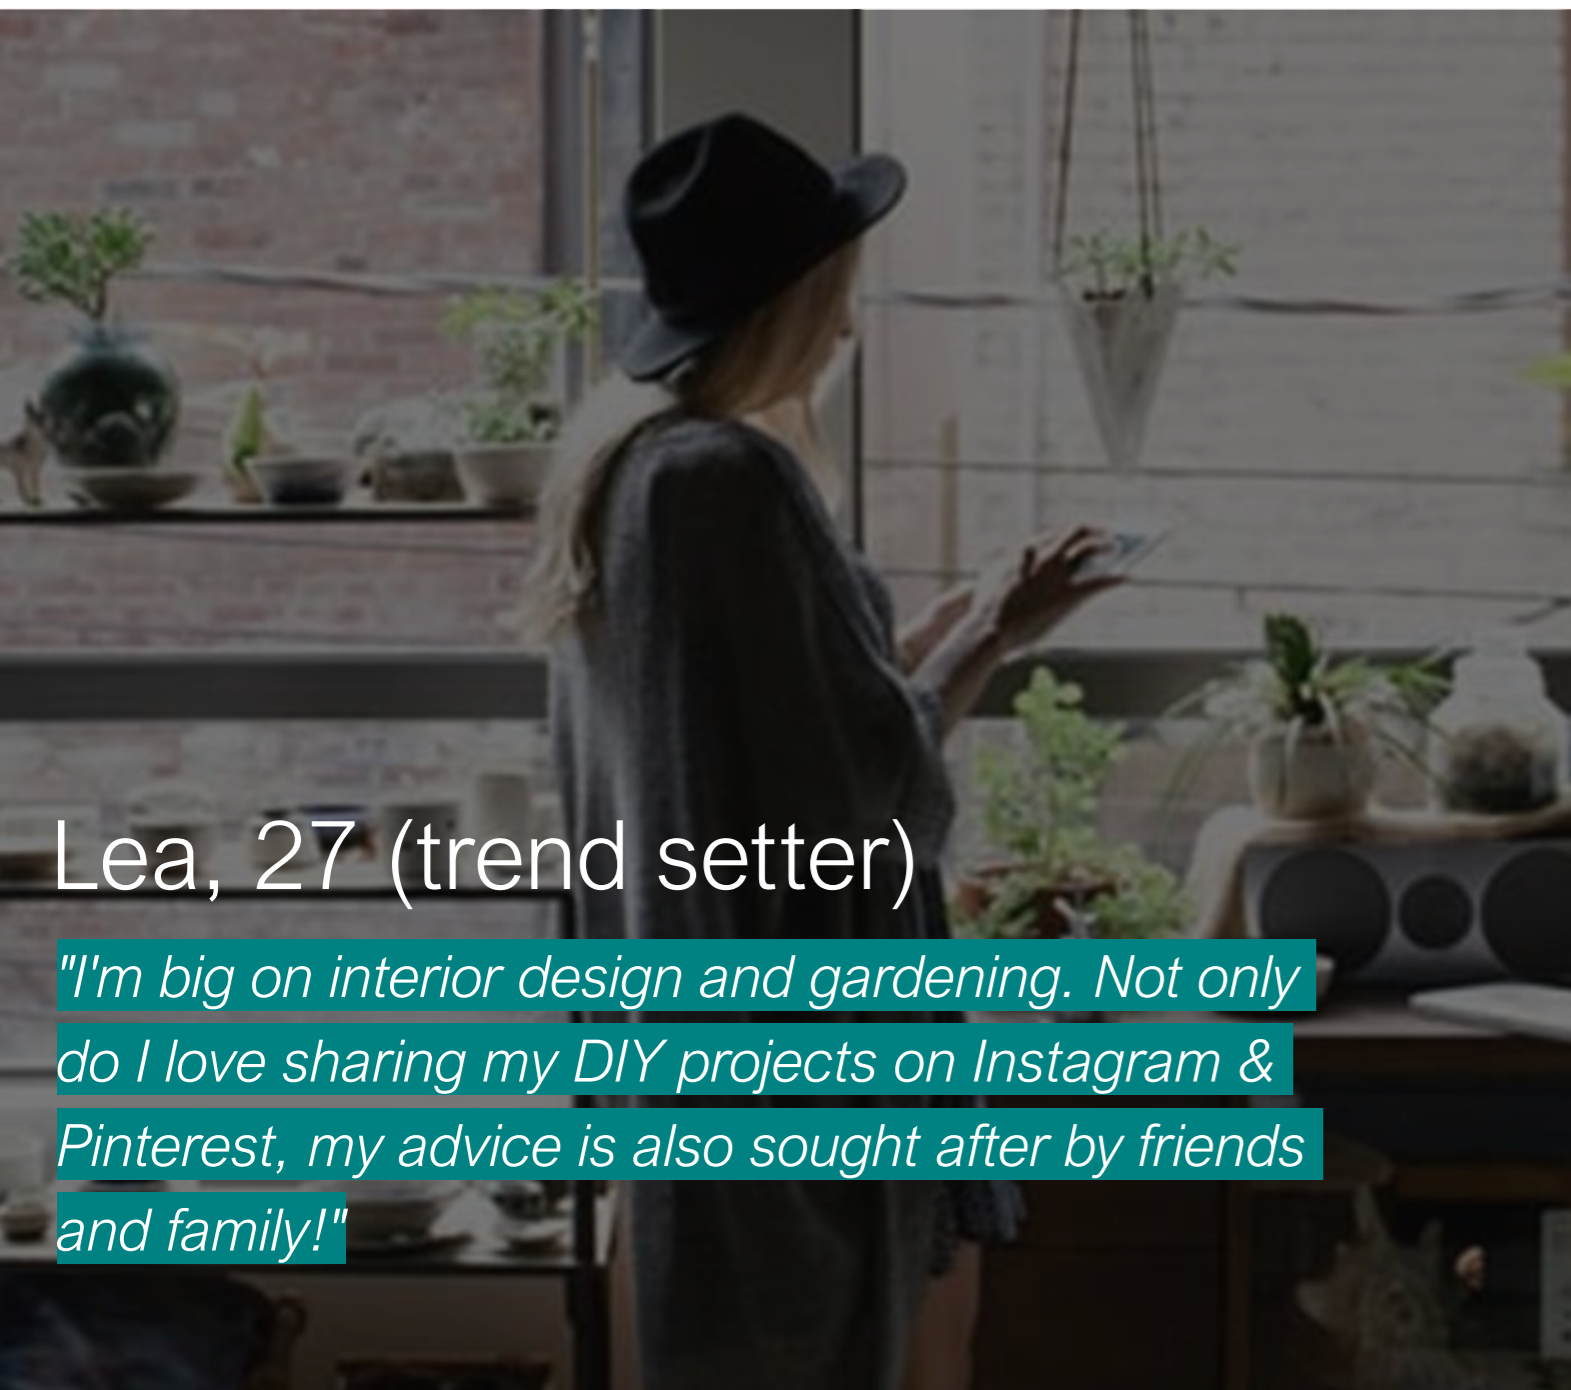 Lea, 27 (trend setter)
"I'm big on interior design and gardening. Not only
do I love sharing my DIY projects on Instagram &
Pinterest, my advice is also sought after by friends
and family!"